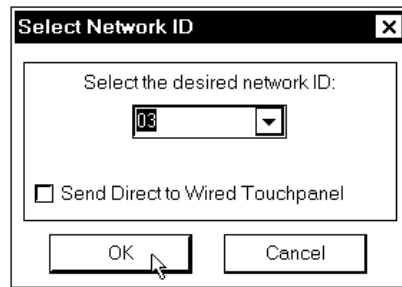 Select Network ID
Select the desired network ID:
03
Send Direct to Wired Touchpanel
OK Cancel